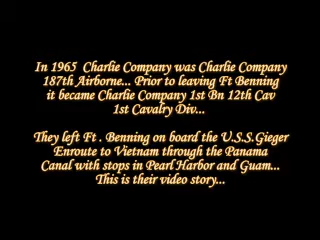 In 1965 Charlie Company was Charlie Company
187th Airborne... Prior to leaving Ft Benning
it became Charlie Company 1st Bn 12th Cav
1st Cavalry Div...
They left Ft . Benning on board the U.S.S.Gieger
Enroute to Vietnam through the Panama
Canal with stops in Pearl Harbor and Guam...
This is their video story...